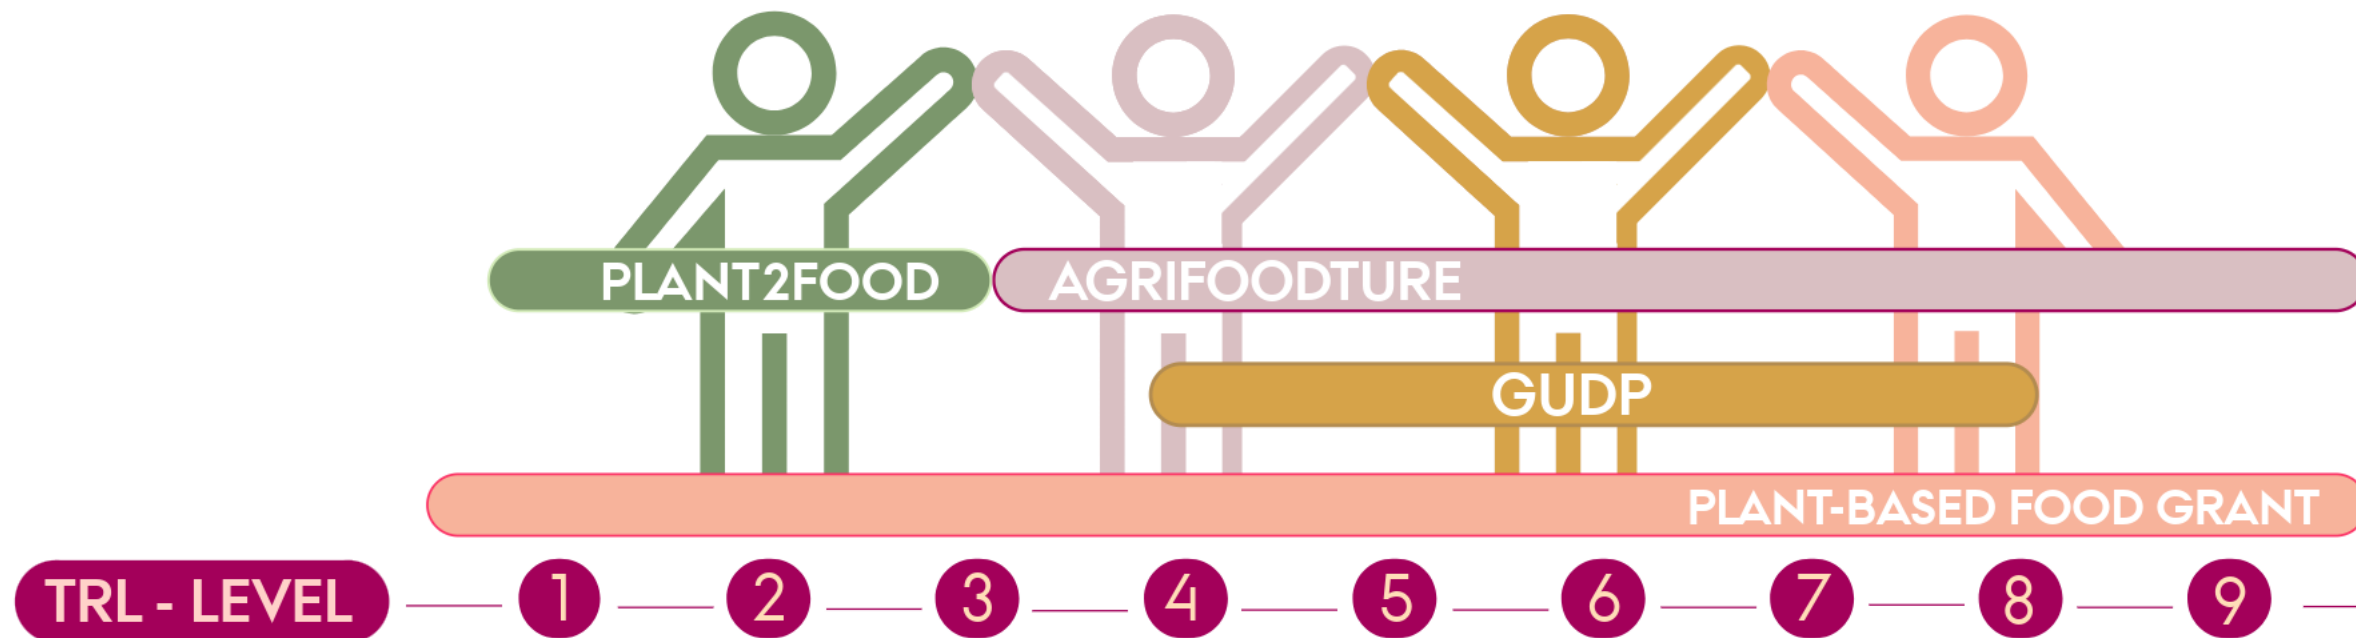 PLANT2FOOD
AGRIFOODTURE
GUDP
PLANT-BASED FOOD GRANT
TRL - LEVEL 1 2 3 4 5 6 7 8 9